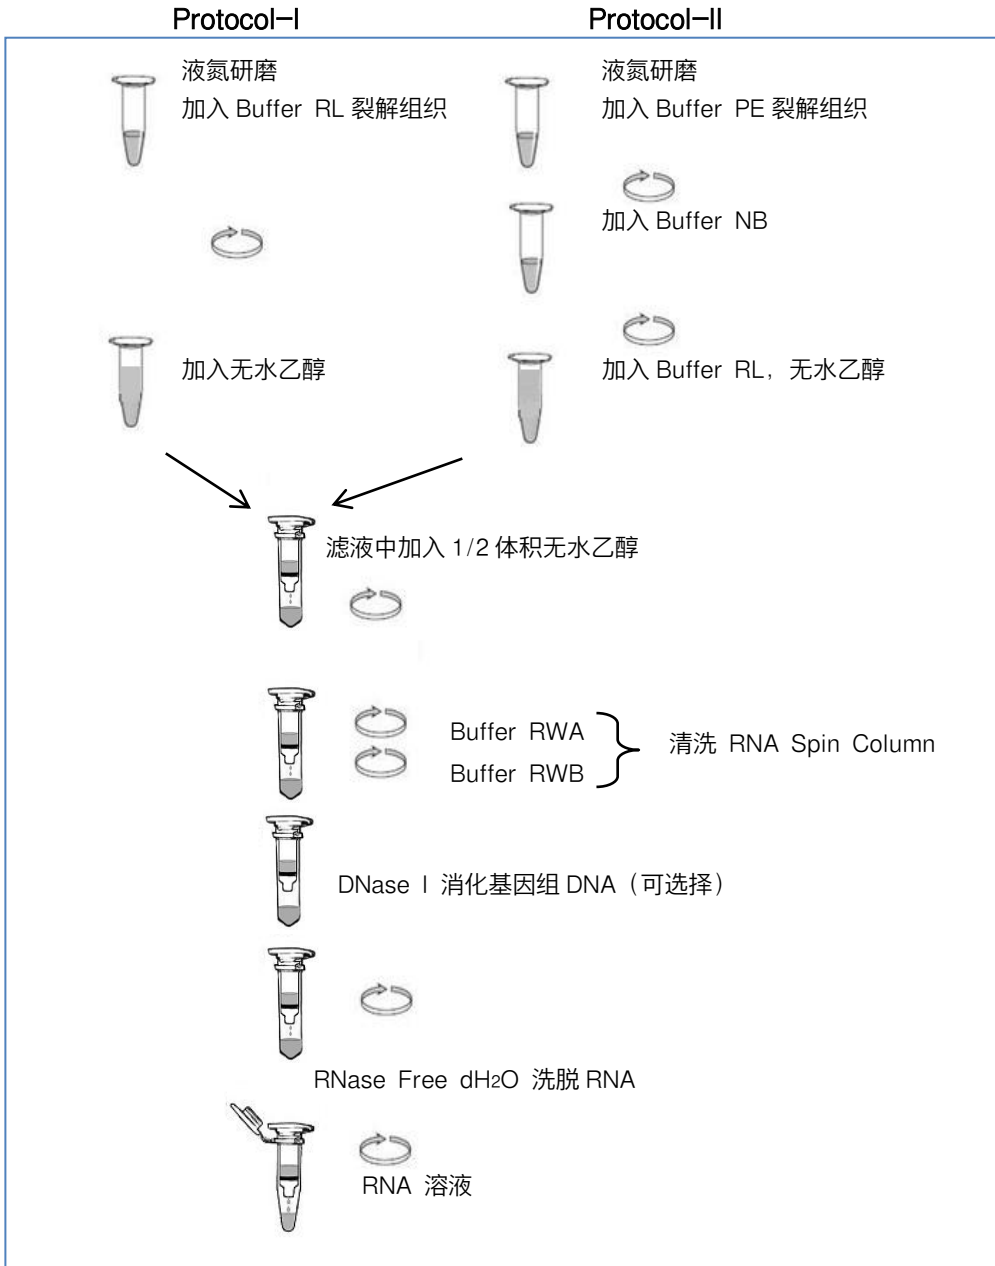 Protocol-I
Protocol-II
液氮研磨
加入 Buffer RL 裂解组织
加入无水乙醇
液氮研磨
加入 Buffer PE 裂解组织
加入 Buffer NB
加入 Buffer RL，无水乙醇
滤液中加入 1/2 体积无水乙醇
Buffer RWA
Buffer RWB
清洗 RNA Spin Column
DNase I 消化基因组 DNA（可选择）
RNase Free dH2O 洗脱 RNA
RNA 溶液